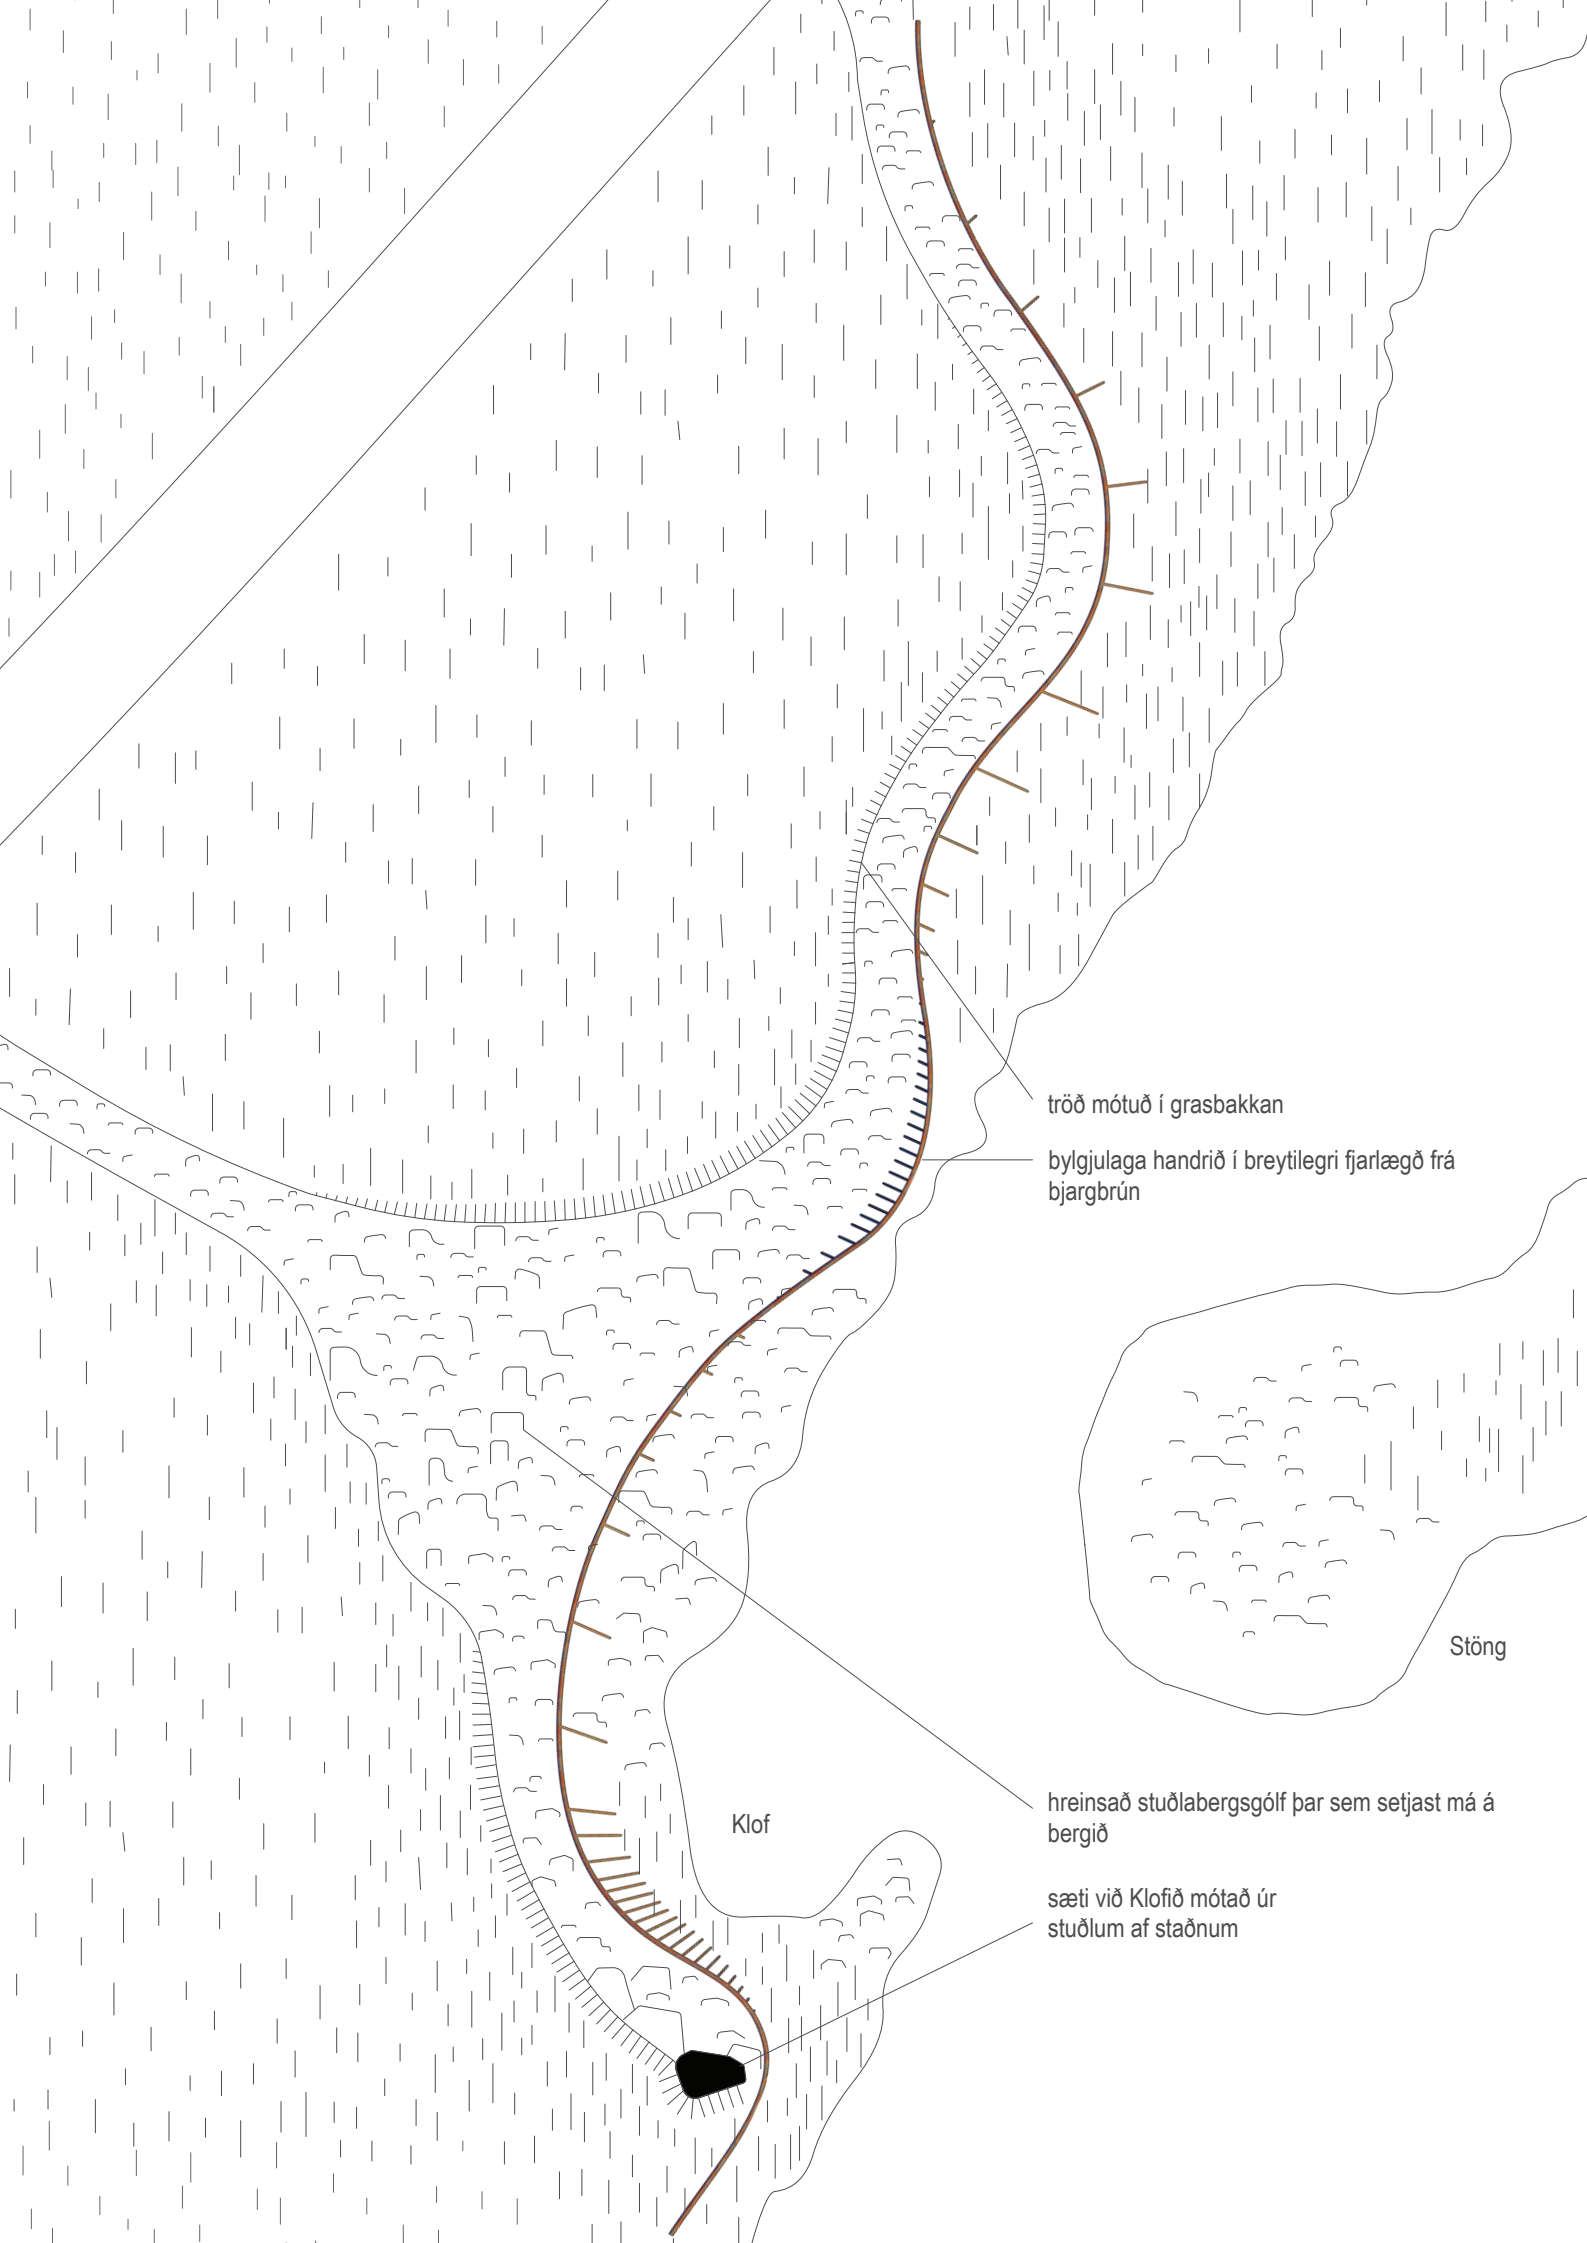 tröð mótuð í grasbakkan
bylgjulaga handrið í breytilegri fjarlægð frá
bjargbrún
Stöng
hreinsað stuðlabergsgólf þar sem setjast má á
bergið
Klof
sæti við Klofið mótað úr
stuðlum af staðnum